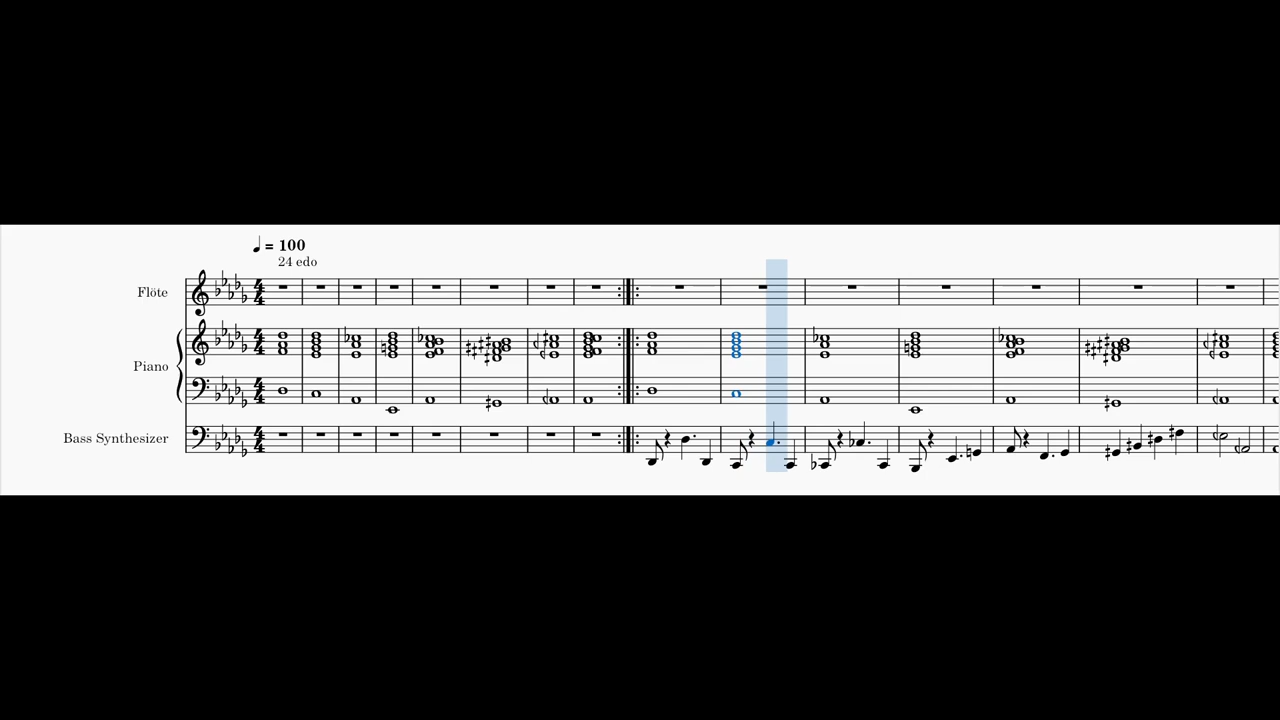 ♩ = 100
24 edo
Flöte
Piano
Bass Synthesizer